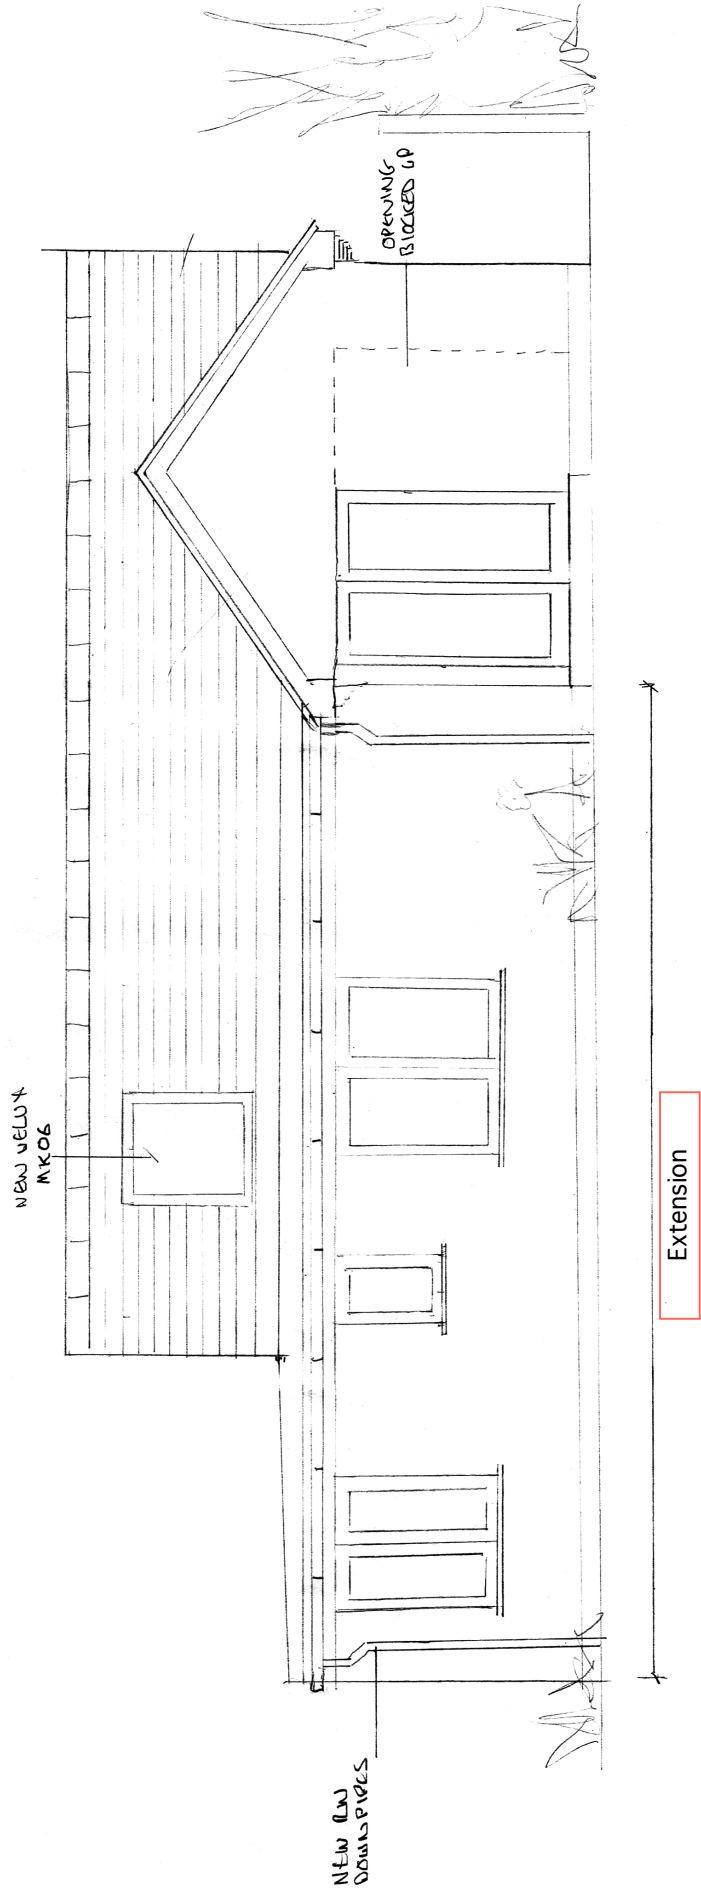 NEW VELUX
MK06
OPENING
BLOCKED UP
NEW RW
DOWNPIPES
Extension